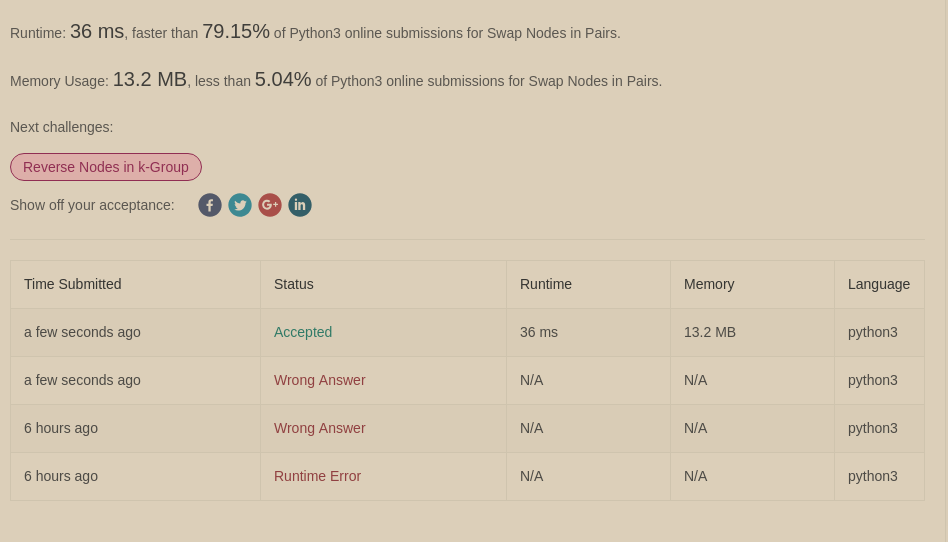 Runtime: 36 ms, faster than 79.15% of Python3 online submissions for Swap Nodes in Pairs.
Memory Usage: 13.2 MB, less than 5.04% of Python3 online submissions for Swap Nodes in Pairs.
Next challenges:
Reverse Nodes in k-Group
Show off your acceptance: f G+ in
Time Submitted Status Runtime Memory Language
a few seconds ago Accepted 36 ms 13.2 MB python3
a few seconds ago Wrong Answer N/A N/A python3
6 hours ago Wrong Answer N/A N/A python3
6 hours ago Runtime Error N/A N/A python3